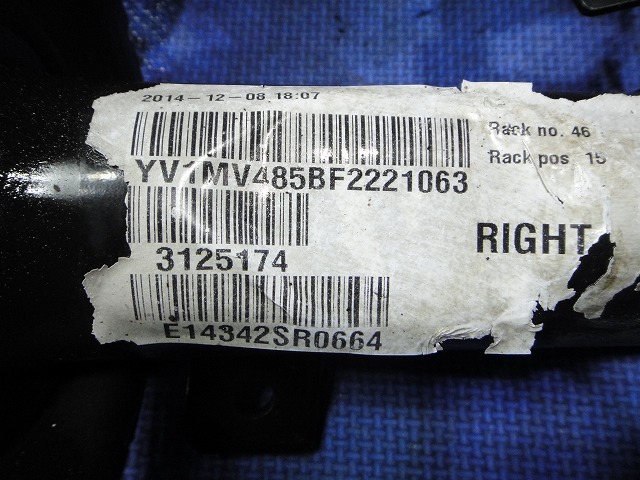 2014-12-08 18:07
Rack no. 46
YV1MV485BF2221063
Rack pos 15
RIGHT
3125174
E14342SR0664